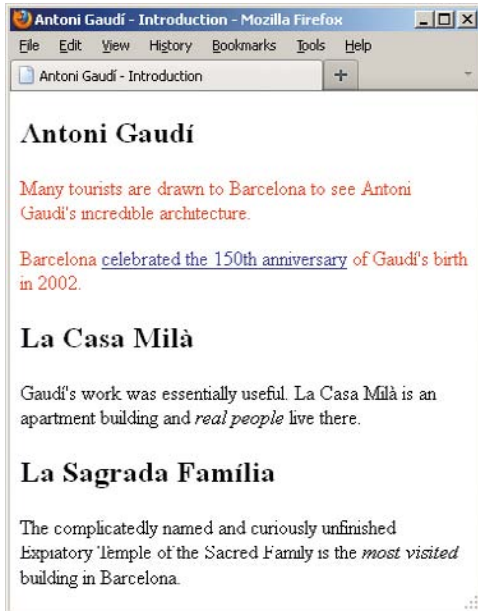 Antoni Gaudí - Introduction - Mozilla Firefox
File Edit View History Bookmarks Tools Help
Antoni Gaudí - Introduction
Antoni Gaudí
Many tourists are drawn to Barcelona to see Antoni
Gaudí's incredible architecture.
Barcelona celebrated the 150th anniversary of Gaudí's birth
in 2002.
La Casa Milà
Gaudí's work was essentially useful. La Casa Milà is an
apartment building and real people live there.
La Sagrada Família
The complicatedly named and curiously unfinished
Expiatory Temple of the Sacred Family is the most visited
building in Barcelona.